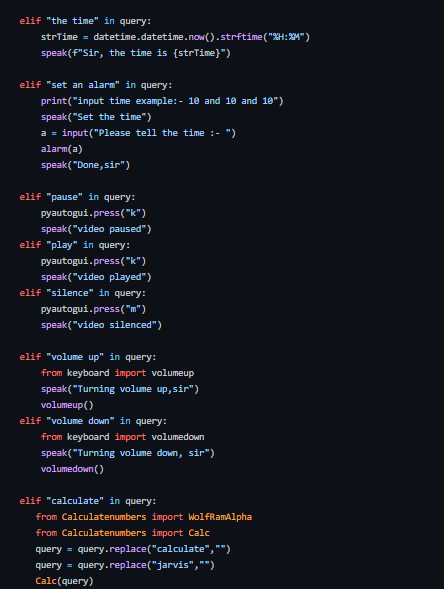 elif "the time" in query:
    strTime = datetime.datetime.now().strftime("%H:%M")
    speak(f"Sir, the time is {strTime}")

elif "set an alarm" in query:
    print("input time example:- 10 and 10 and 10")
    speak("Set the time")
    a = input("Please tell the time :- ")
    alarm(a)
    speak("Done,sir")

elif "pause" in query:
    pyautogui.press("k")
    speak("video paused")
elif "play" in query:
    pyautogui.press("k")
    speak("video played")
elif "silence" in query:
    pyautogui.press("m")
    speak("video silenced")

elif "volume up" in query:
    from keyboard import volumeup
    speak("Turning volume up,sir")
    volumeup()
elif "volume down" in query:
    from keyboard import volumedown
    speak("Turning volume down, sir")
    volumedown()

elif "calculate" in query:
   from Calculatenumbers import WolfRamAlpha
   from Calculatenumbers import Calc
   query = query.replace("calculate","")
   query = query.replace("jarvis","")
   Calc(query)